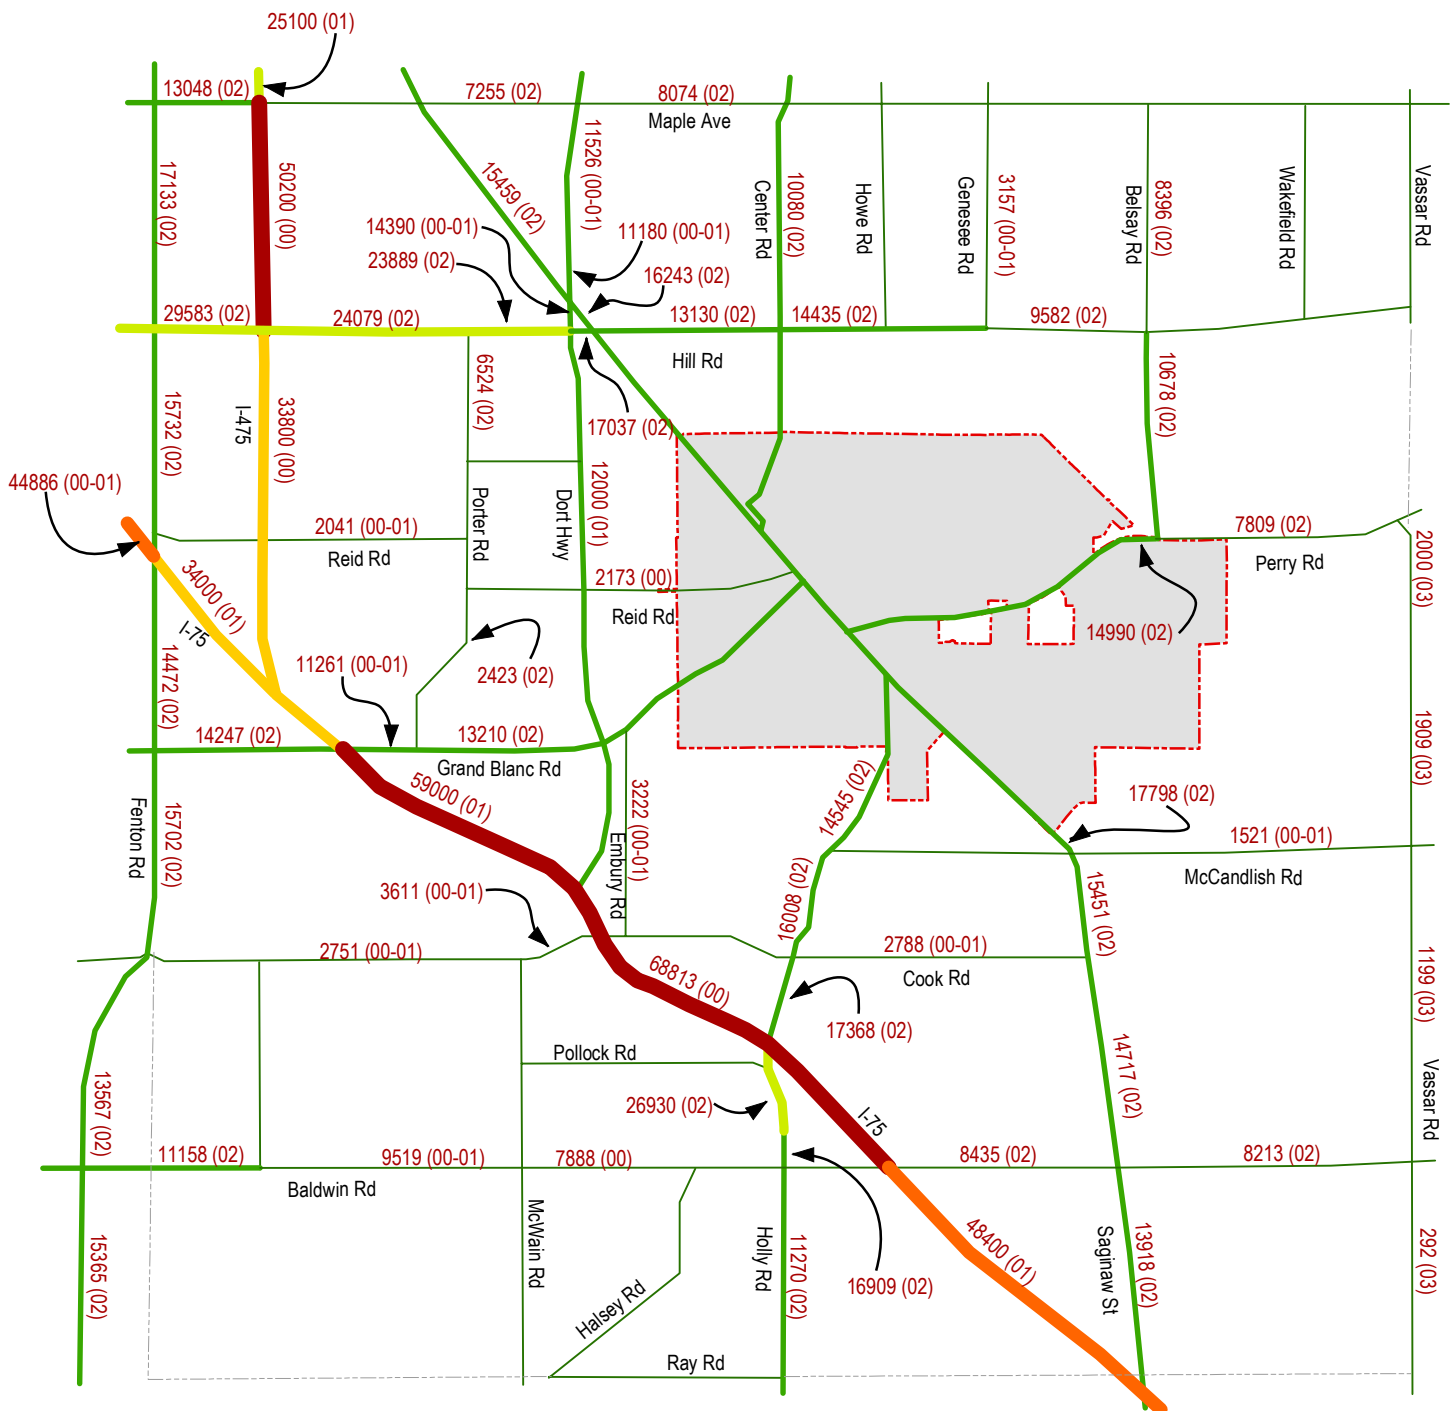 25100 (01)
13048 (02)
7255 (02)
8074 (02)
Maple Ave
17133 (02)
50200 (00)
15459 (02)
11526 (00-01)
Center Rd
10080 (02)
Howe Rd
Genesee Rd
3157 (00-01)
Belsay Rd
8396 (02)
Wakefield Rd
Vassar Rd
14390 (00-01)
11180 (00-01)
23889 (02)
16243 (02)
29583 (02)
24079 (02)
13130 (02)
14435 (02)
9582 (02)
Hill Rd
15732 (02)
I-475
33800 (00)
6524 (02)
17037 (02)
10678 (02)
44886 (00-01)
2041 (00-01)
Reid Rd
Porter Rd
Dort Hwy
12000 (01)
7809 (02)
Perry Rd
2000 (03)
34000 (01)
I-75
2173 (00)
Reid Rd
14990 (02)
14472 (02)
11261 (00-01)
2423 (02)
14247 (02)
13210 (02)
Grand Blanc Rd
1909 (03)
59000 (01)
3222 (00-01)
Embury Rd
14545 (02)
17798 (02)
Fenton Rd
15702 (02)
1521 (00-01)
McCandlish Rd
3611 (00-01)
16008 (02)
15451 (02)
2751 (00-01)
2788 (00-01)
Cook Rd
68813 (00)
1199 (03)
17368 (02)
Pollock Rd
14717 (02)
13567 (02)
26930 (02)
I-75
Vassar Rd
11158 (02)
9519 (00-01)
7888 (00)
8435 (02)
8213 (02)
Baldwin Rd
15365 (02)
McWain Rd
Halsey Rd
Holly Rd
11270 (02)
16909 (02)
48400 (01)
Saginaw St
13918 (02)
292 (03)
Ray Rd